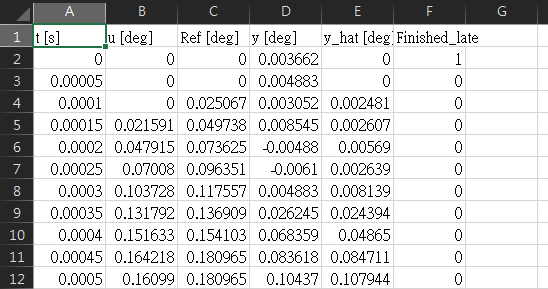 A B C D E F G
1 t [s] u [deg] Ref [deg] y [deg] y_hat [deg Finished_late
2 0 0 0 0.003662 0 1
3 0.00005 0 0 0.004883 0 0
4 0.0001 0 0.025067 0.003052 0.002481 0
5 0.00015 0.021591 0.049738 0.008545 0.002607 0
6 0.0002 0.047915 0.073625 -0.00488 0.00569 0
7 0.00025 0.07008 0.096351 -0.0061 0.002639 0
8 0.0003 0.103728 0.117557 0.004883 0.008139 0
9 0.00035 0.131792 0.136909 0.026245 0.024394 0
10 0.0004 0.151633 0.154103 0.068359 0.04865 0
11 0.00045 0.164218 0.180965 0.083618 0.084711 0
12 0.0005 0.16099 0.180965 0.10437 0.107944 0